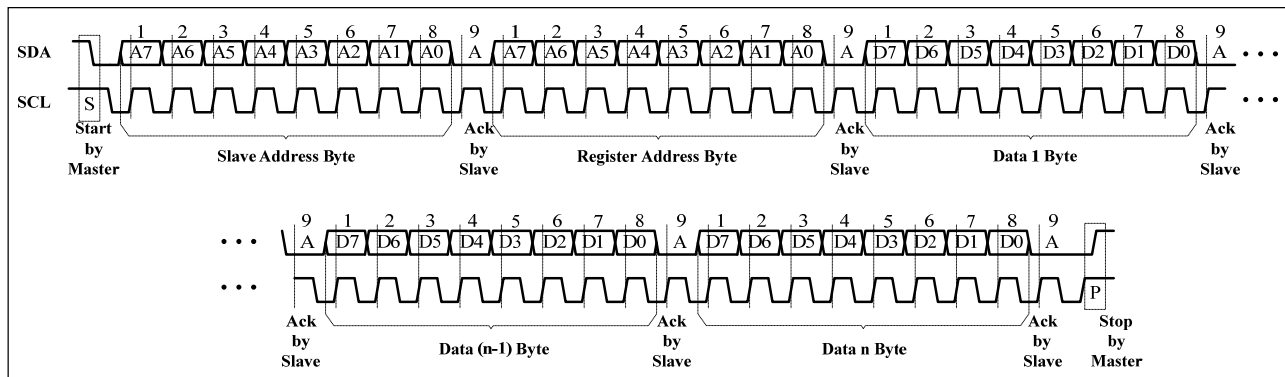 1 2 3 4 5 6 7 8 9 1 2 3 4 5 6 7 8 9 1 2 3 4 5 6 7 8 9
SDA A7 A6 A5 A4 A3 A2 A1 A0 A A7 A6 A5 A4 A3 A2 A1 A0 A D7 D6 D5 D4 D3 D2 D1 D0 A • • •
SCL S • • •
Start by Master
Slave Address Byte
Ack by Slave
Register Address Byte
Ack by Slave
Data 1 Byte
Ack by Slave
9 1 2 3 4 5 6 7 8 9 1 2 3 4 5 6 7 8 9
• • • A D7 D6 D5 D4 D3 D2 D1 D0 A D7 D6 D5 D4 D3 D2 D1 D0 A
• • • P
Ack by Slave
Data (n-1) Byte
Ack by Slave
Data n Byte
Ack by Slave
Stop by Master